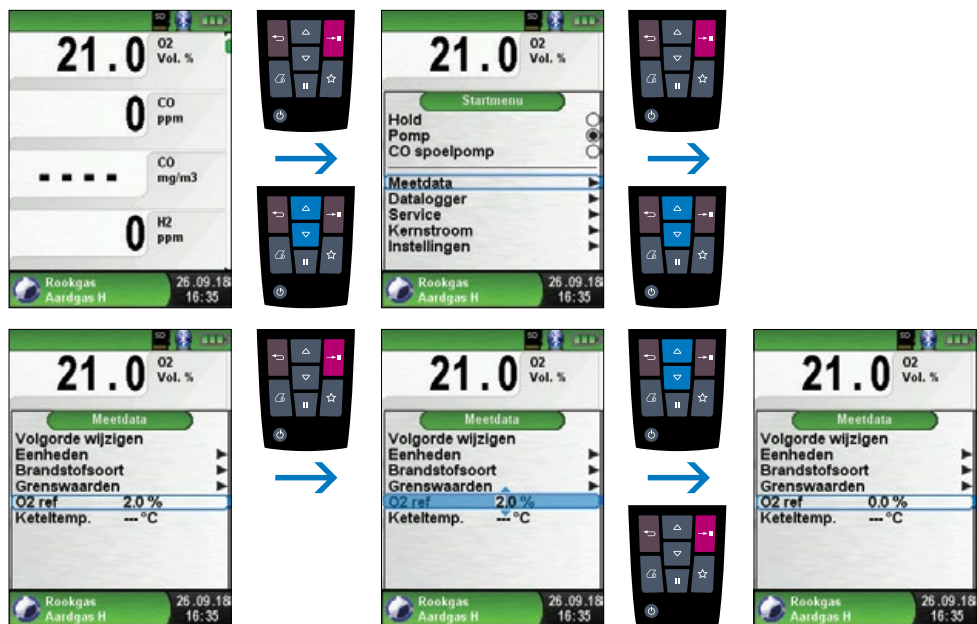 SD
21.0 O2 Vol. %
0 CO ppm
---- CO mg/m3
0 H2 ppm
Rookgas 26.09.18
Aardgas H 16:35
SD
21.0 O2 Vol. %
Startmenu
Hold
Pomp
CO spoelpomp
Meetdata
Datalogger
Service
Kernstroom
Instellingen
Rookgas 26.09.18
Aardgas H 16:35
SD
21.0 O2 Vol. %
Meetdata
Volgorde wijzigen
Eenheden
Brandstofsoort
Grenswaarden
O2 ref 2.0 %
Keteltemp. --- °C
Rookgas 26.09.18
Aardgas H 16:35
SD
21.0 O2 Vol. %
Meetdata
Volgorde wijzigen
Eenheden
Brandstofsoort
Grenswaarden
O2 ref 2.0 %
Keteltemp. --- °C
Rookgas 26.09.18
Aardgas H 16:35
SD
21.0 O2 Vol. %
Meetdata
Volgorde wijzigen
Eenheden
Brandstofsoort
Grenswaarden
O2 ref 0.0 %
Keteltemp. --- °C
Rookgas 26.09.18
Aardgas H 16:35